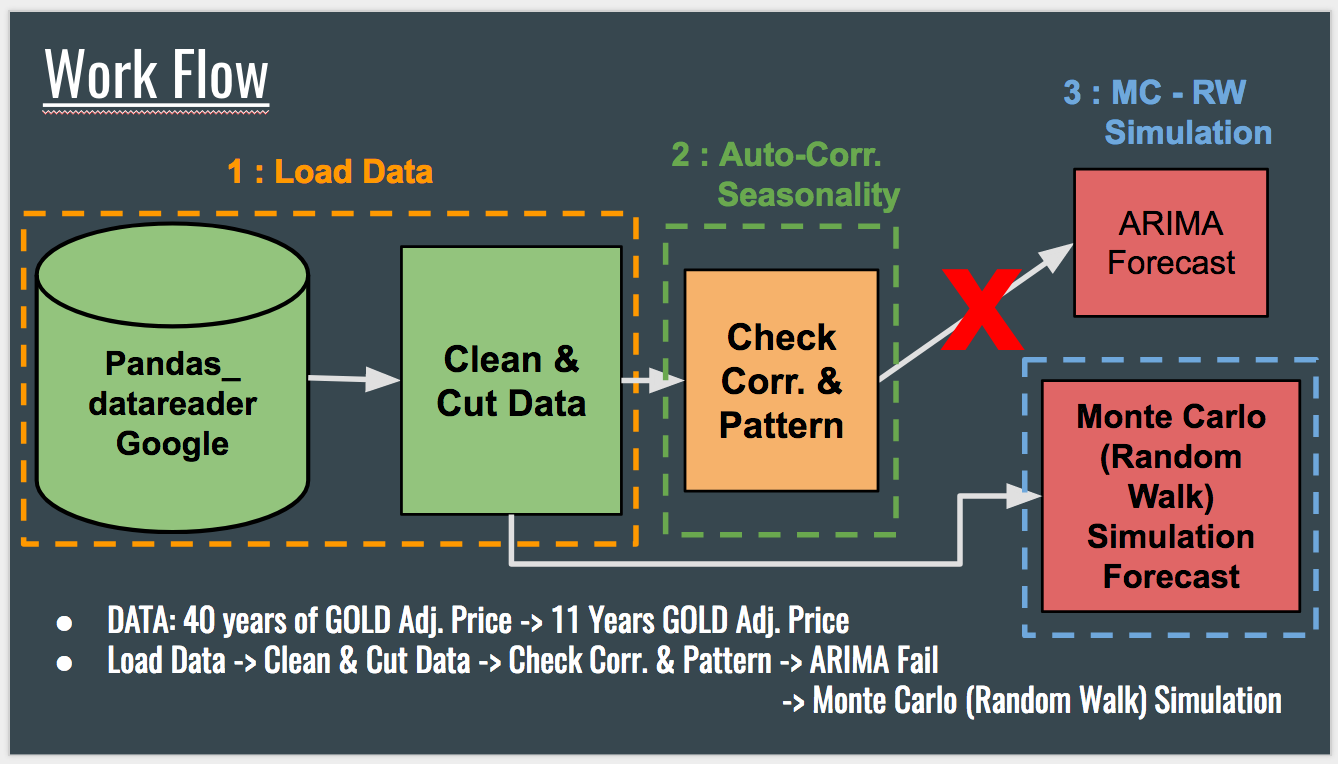 Work Flow
1 : Load Data
2 : Auto-Corr.
Seasonality
3 : MC - RW
Simulation
Pandas_
datareader
Google
Clean &
Cut Data
Check
Corr. &
Pattern
X
ARIMA
Forecast
Monte Carlo
(Random
Walk)
Simulation
Forecast
● DATA: 40 years of GOLD Adj. Price -> 11 Years GOLD Adj. Price
● Load Data -> Clean & Cut Data -> Check Corr. & Pattern -> ARIMA Fail
-> Monte Carlo (Random Walk) Simulation